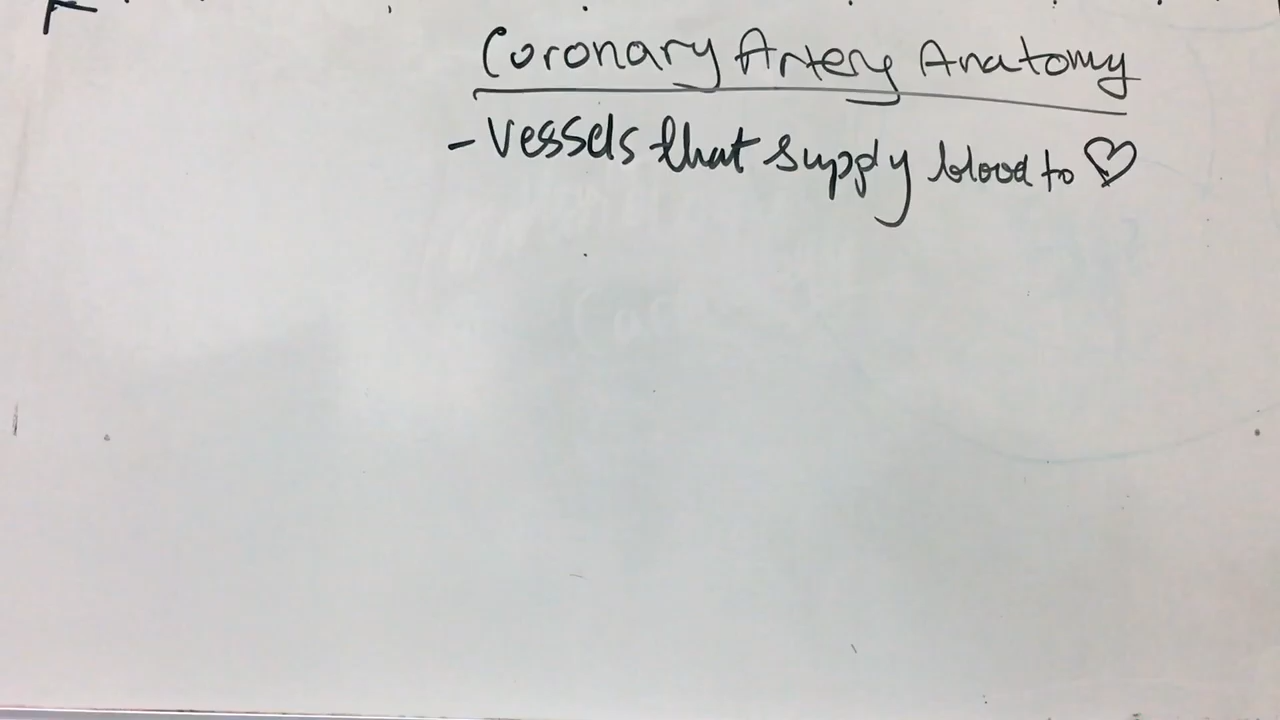 Coronary Artery Anatomy
- Vessels that supply blood to ♡